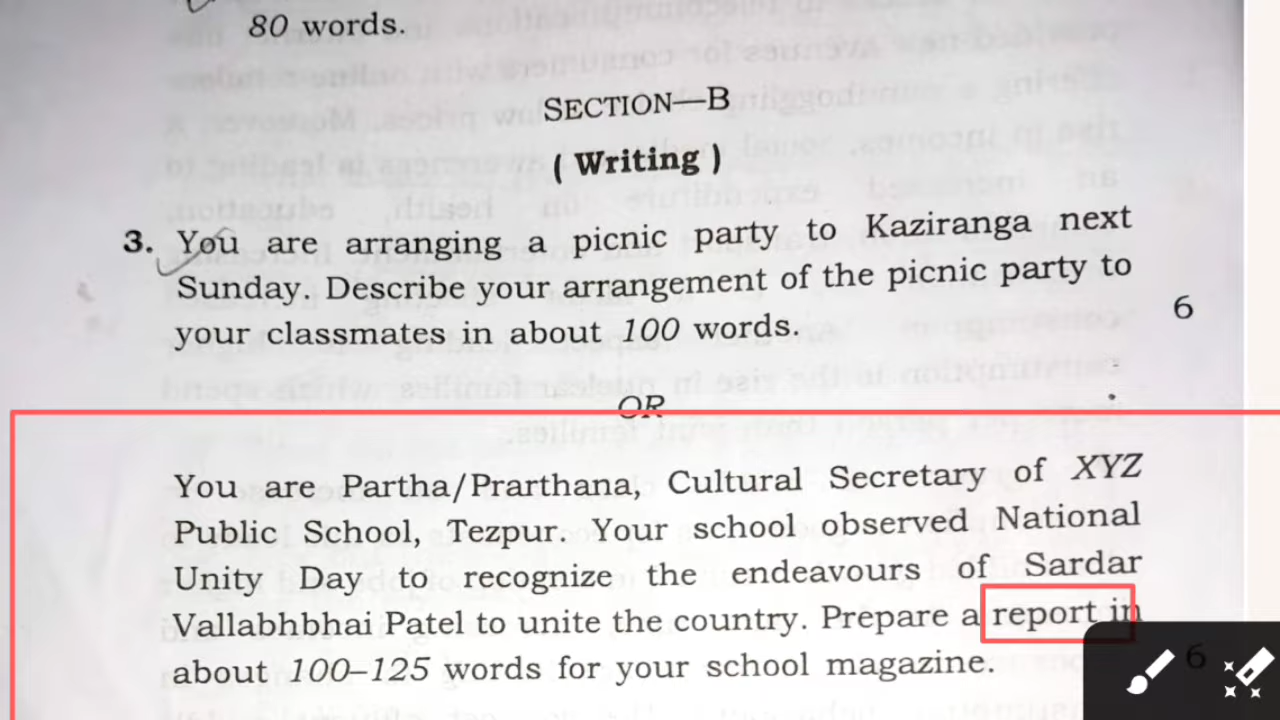 80 words.
SECTION—B
( Writing )
3. You are arranging a picnic party to Kaziranga next
Sunday. Describe your arrangement of the picnic party to
your classmates in about 100 words.
6
OR
You are Partha/Prarthana, Cultural Secretary of XYZ
Public School, Tezpur. Your school observed National
Unity Day to recognize the endeavours of Sardar
Vallabhbhai Patel to unite the country. Prepare a report in
about 100–125 words for your school magazine.
6